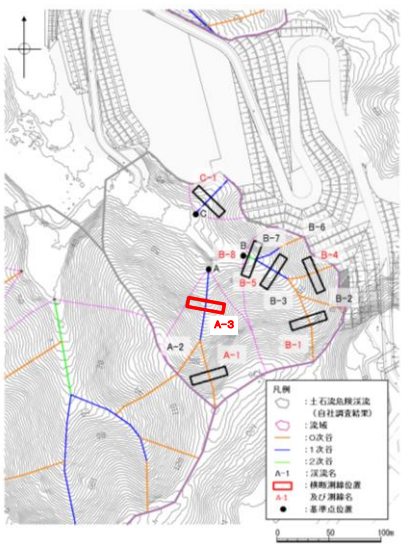 C-1
C
B-7
B-6
B-8
B
B-4
B-5
A
B-3
B-2
A-3
B-1
A-2
A-1
凡例
：土石流危険渓流
（自社調査結果）
：流域
：0次谷
：1次谷
：2次谷
A-1 ：渓流名
：横断測線位置
A-1 及び測線名
● ：基準点位置
0 50 100m